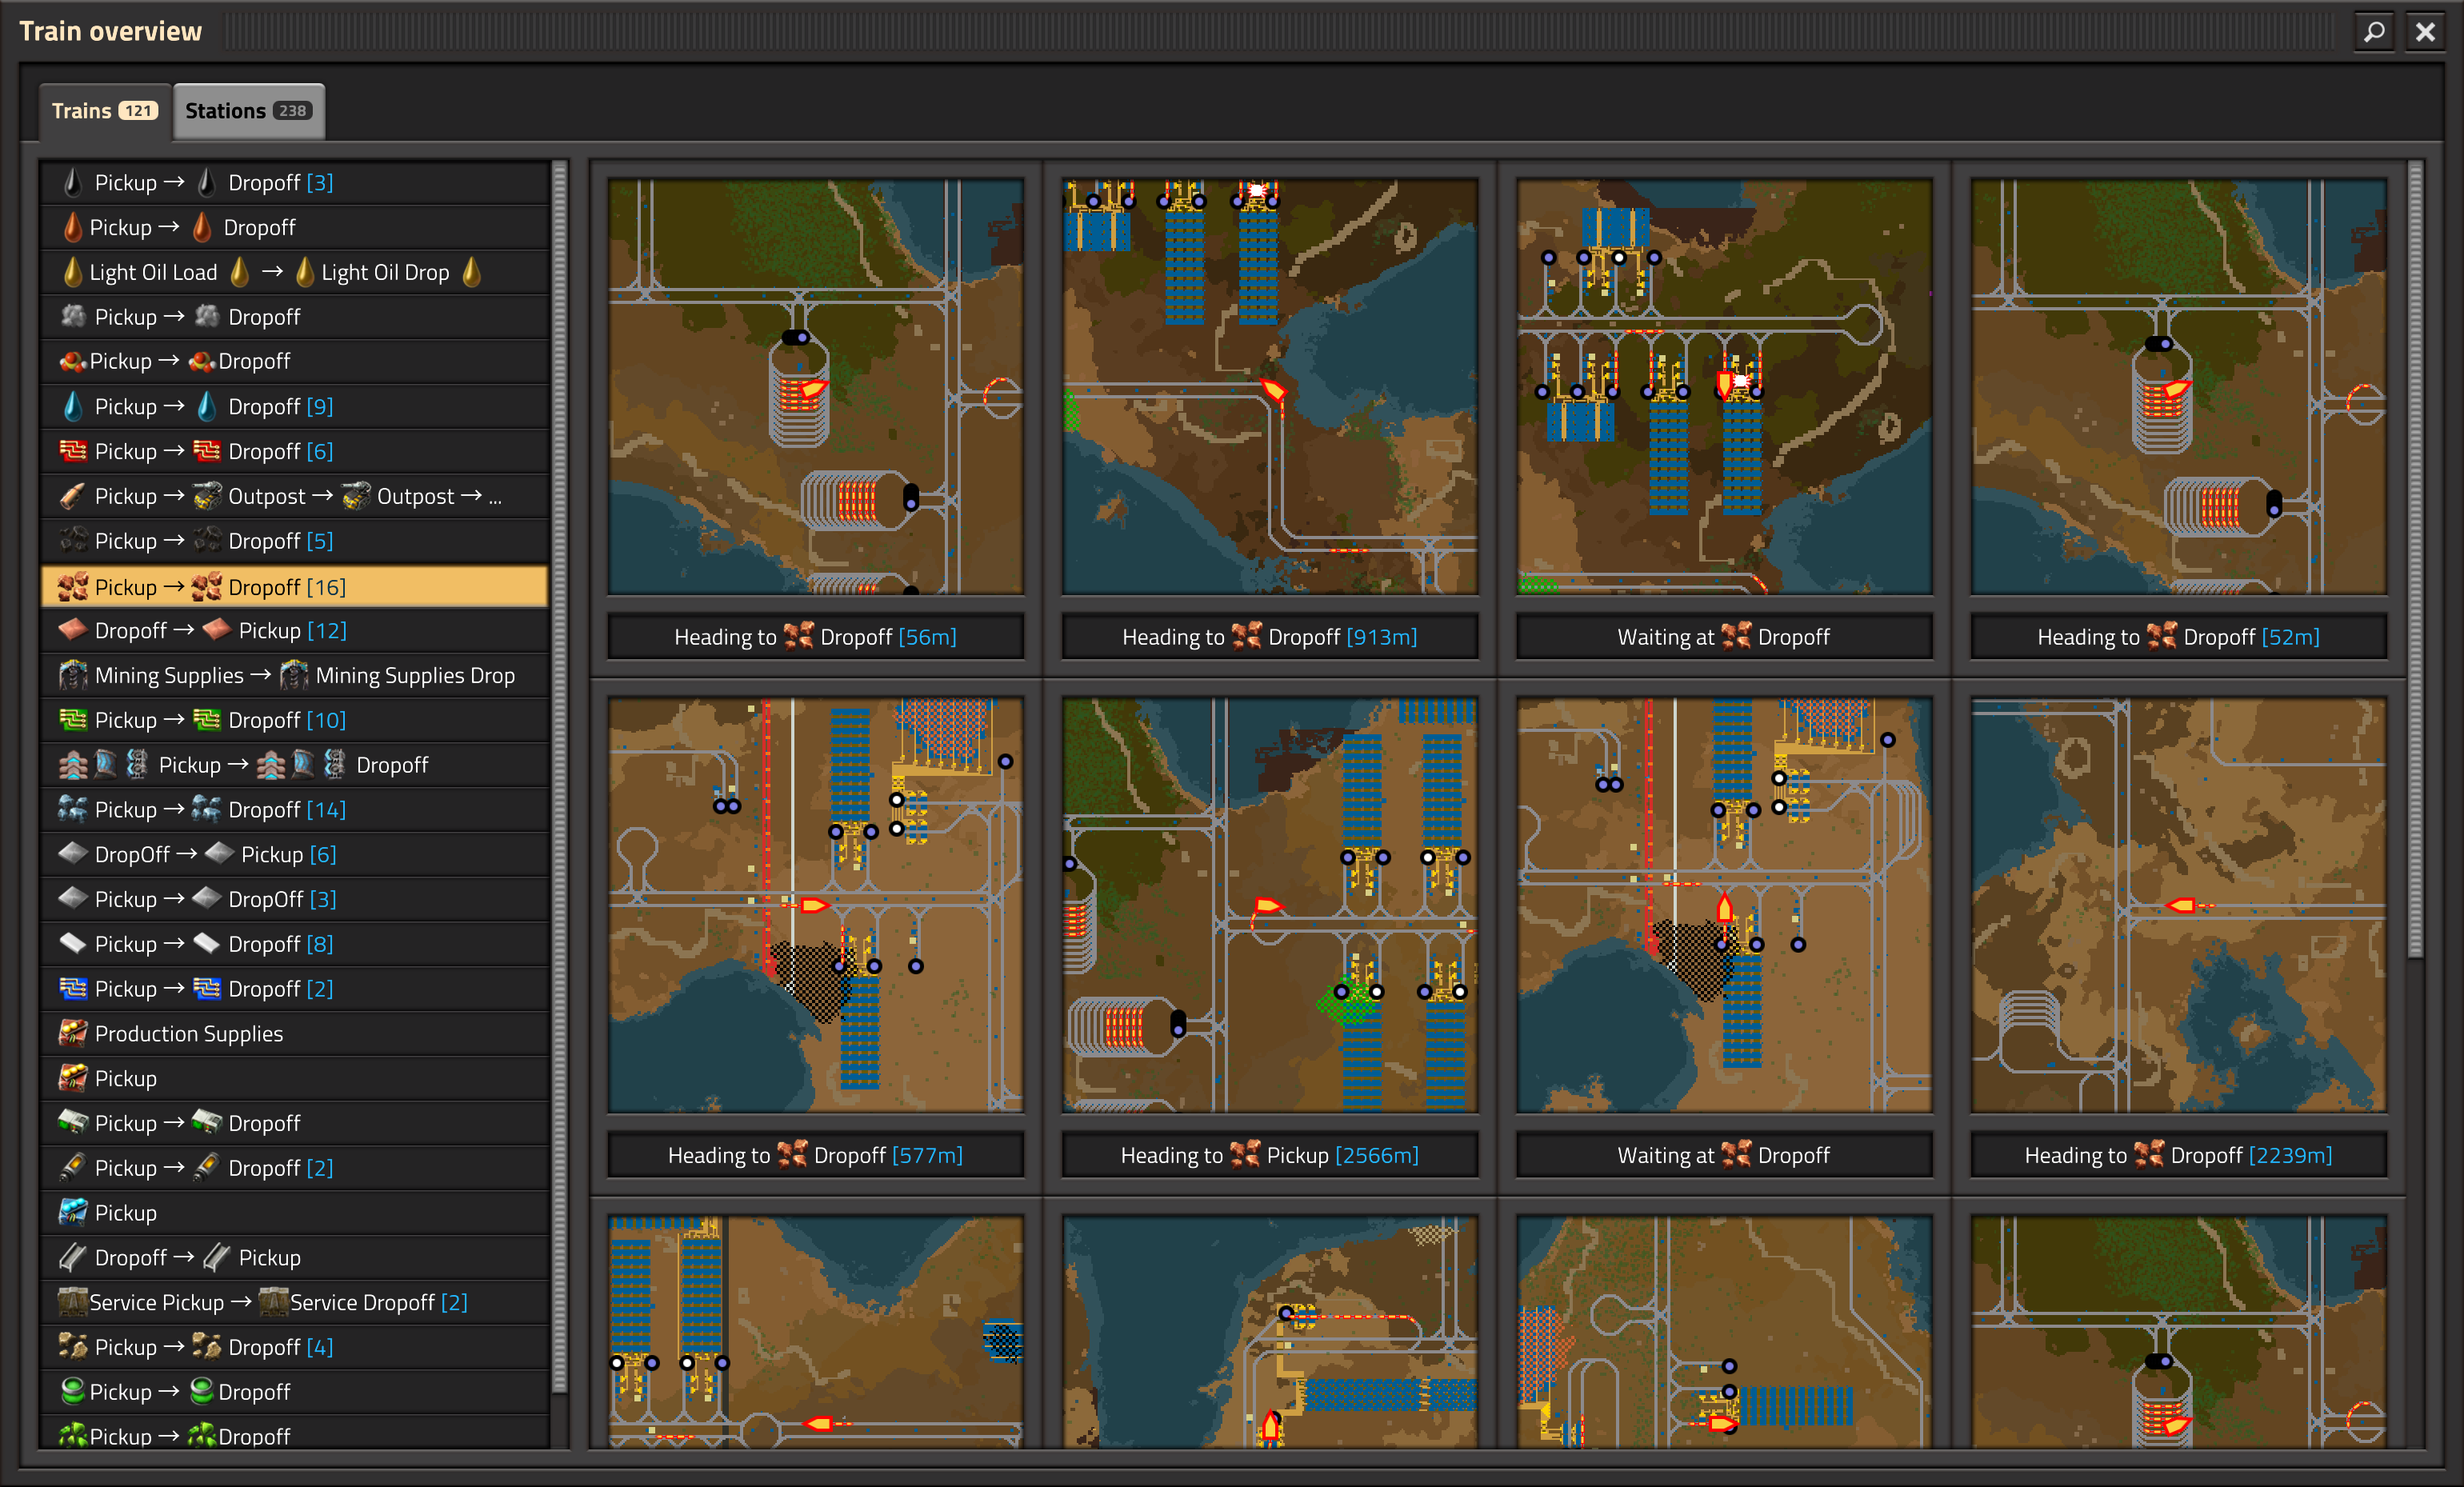 Train overview
Trains 121
Stations 238
Pickup → Dropoff [3]
Pickup → Dropoff
Light Oil Load → Light Oil Drop
Pickup → Dropoff
Pickup → Dropoff
Pickup → Dropoff [9]
Pickup → Dropoff [6]
Pickup → Outpost → Outpost → ...
Pickup → Dropoff [5]
Pickup → Dropoff [16]
Dropoff → Pickup [12]
Mining Supplies → Mining Supplies Drop
Pickup → Dropoff [10]
Pickup → Dropoff
Pickup → Dropoff [14]
DropOff → Pickup [6]
Pickup → DropOff [3]
Pickup → Dropoff [8]
Pickup → Dropoff [2]
Production Supplies
Pickup
Pickup → Dropoff
Pickup → Dropoff [2]
Pickup
Dropoff → Pickup
Service Pickup → Service Dropoff [2]
Pickup → Dropoff [4]
Pickup → Dropoff
Pickup → Dropoff
Heading to Dropoff [56m]
Heading to Dropoff [913m]
Waiting at Dropoff
Heading to Dropoff [52m]
Heading to Dropoff [577m]
Heading to Pickup [2566m]
Waiting at Dropoff
Heading to Dropoff [2239m]